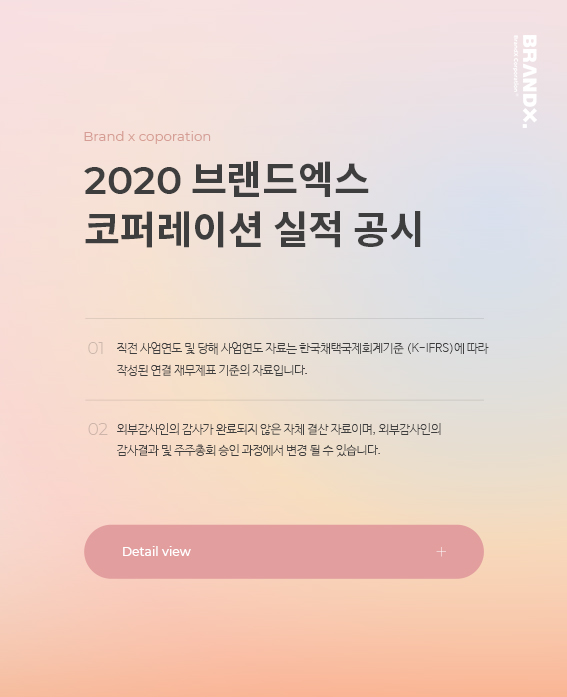 BRANDX.
BrandX Corporation
Brand x coporation
2020 브랜드엑스
코퍼레이션 실적 공시
01
직전 사업연도 및 당해 사업연도 자료는 한국채택국제회계기준 (K-IFRS)에 따라
작성된 연결 재무제표 기준의 자료입니다.
02
외부감사인의 감사가 완료되지 않은 자체 결산 자료이며, 외부감사인의
감사결과 및 주주총회 승인 과정에서 변경 될 수 있습니다.
Detail view +